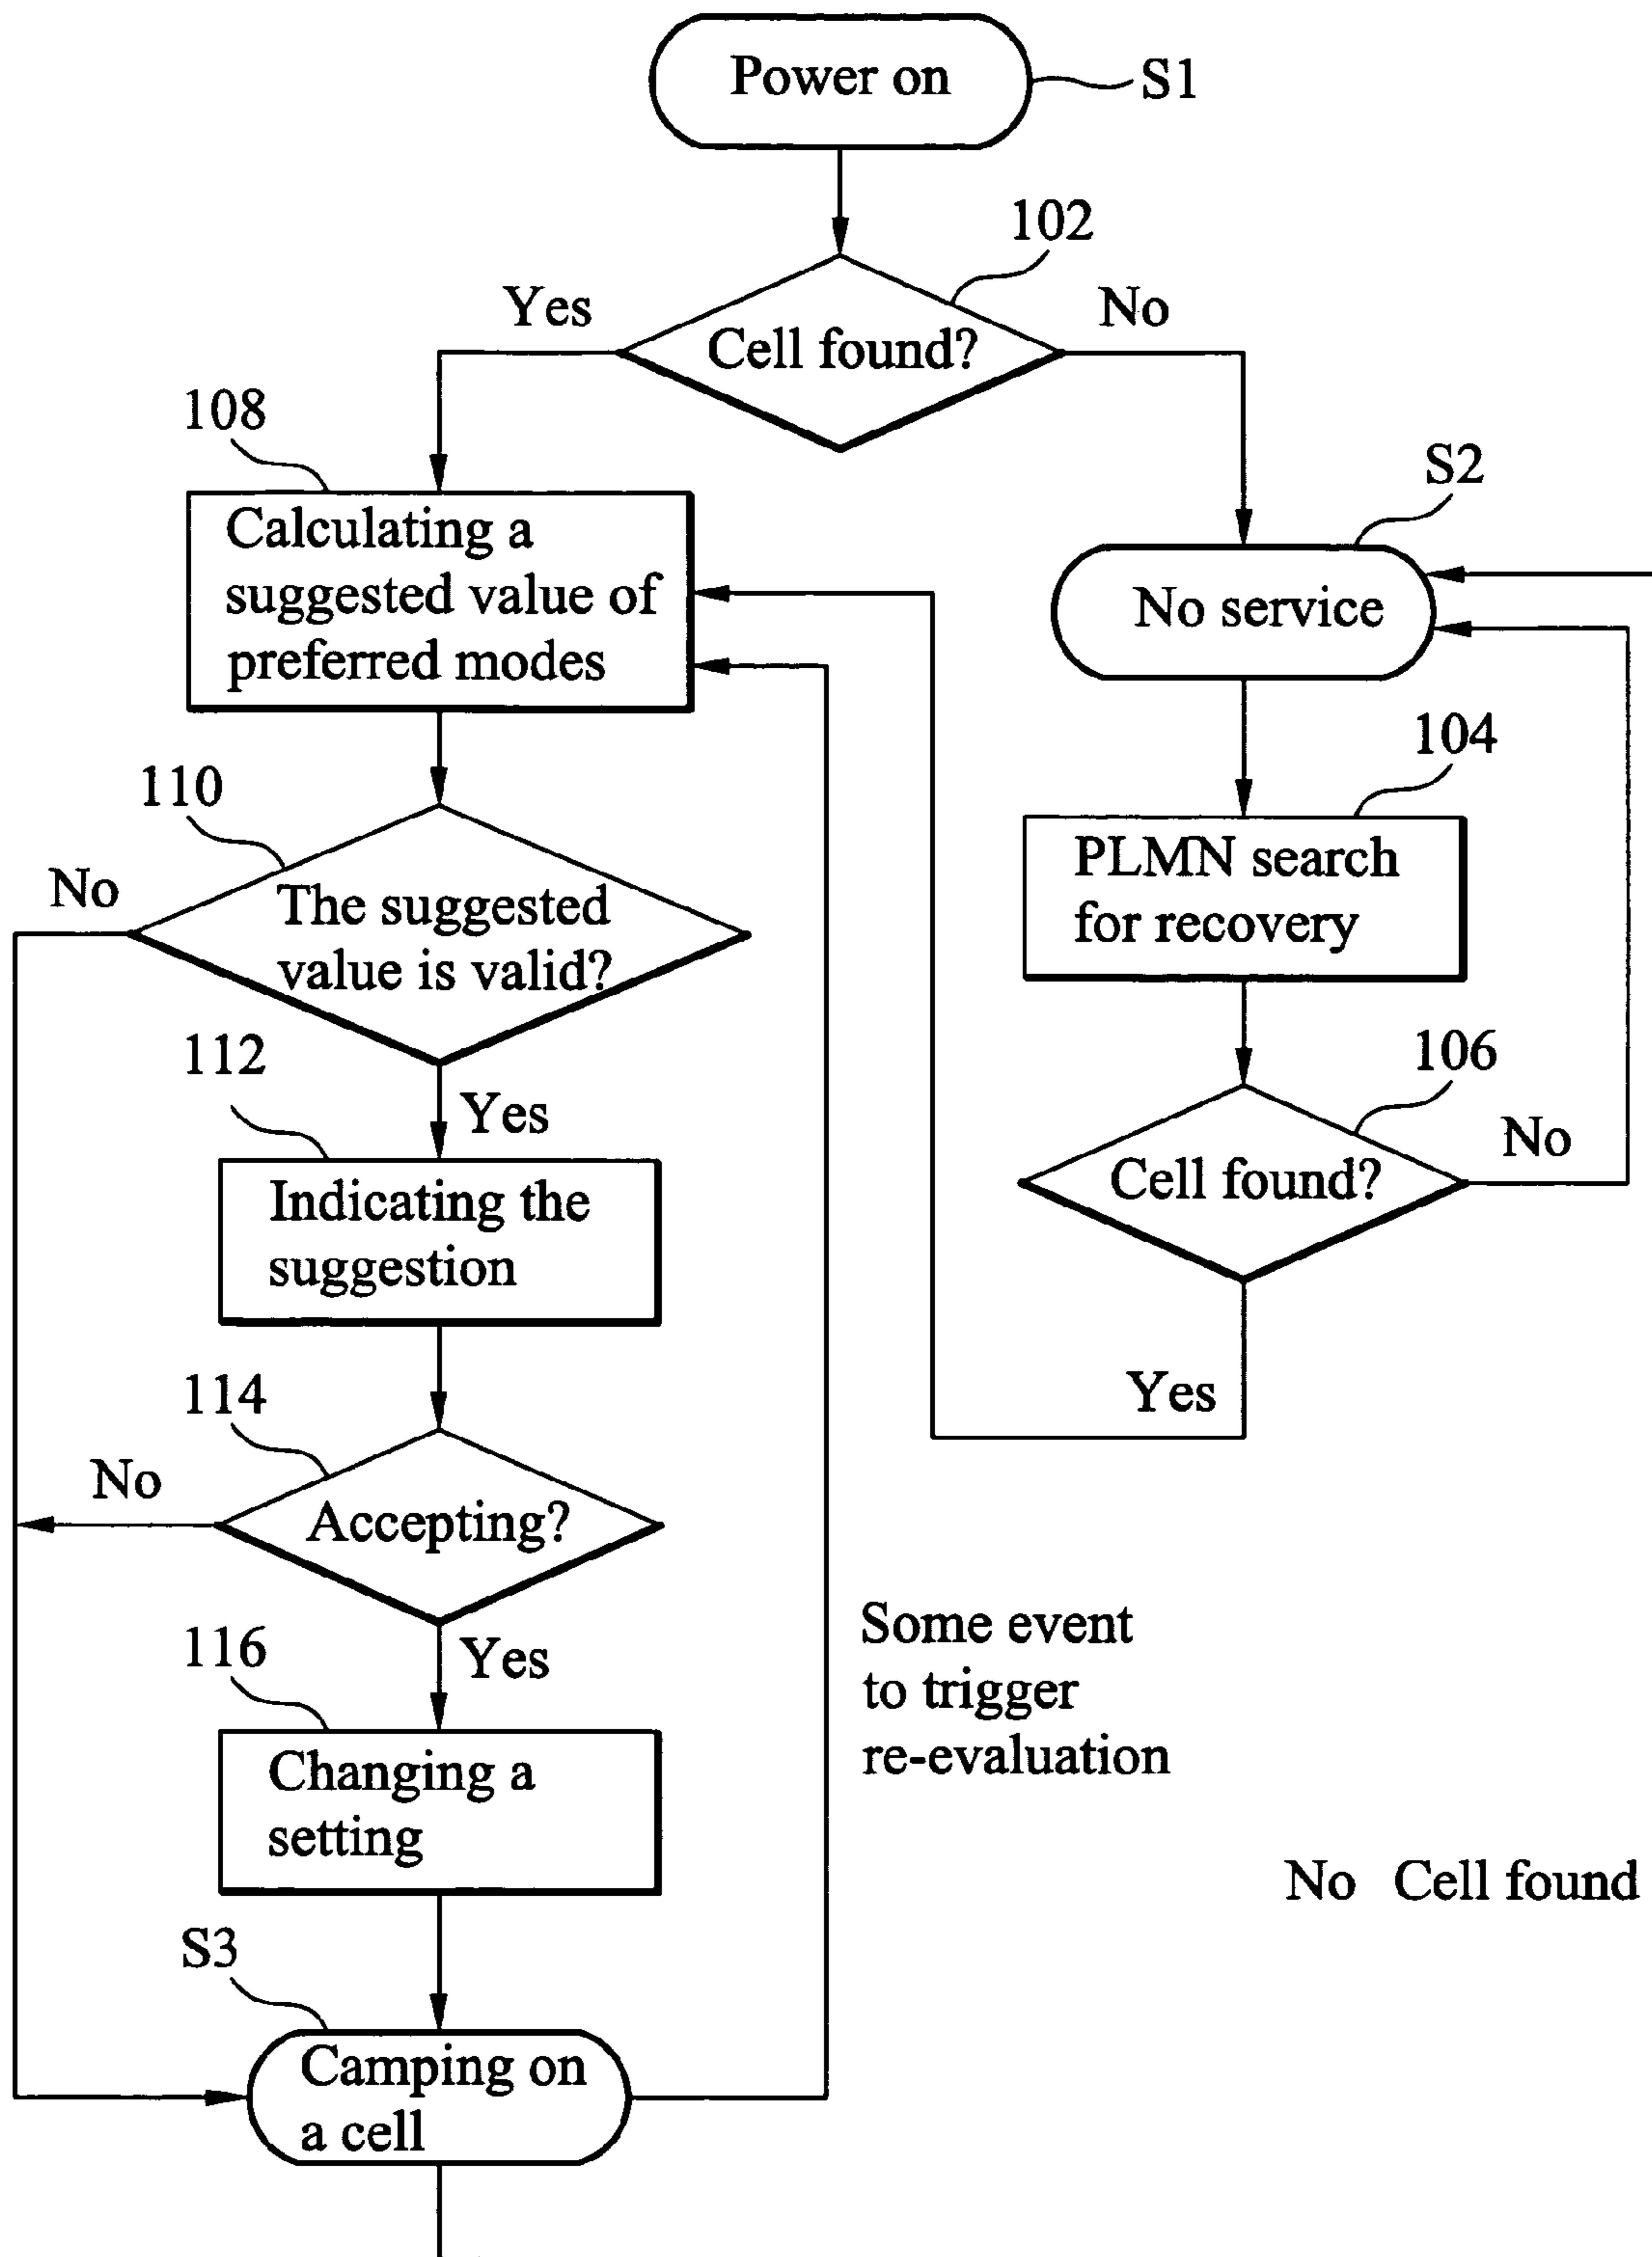 Power on
S1
102
Yes
No
Cell found?
108
S2
Calculating a
suggested value of
preferred modes
No service
104
110
PLMN search
for recovery
No
The suggested
value is valid?
106
112
Yes
No
Cell found?
Indicating the
suggestion
Yes
114
No
Accepting?
Some event
to trigger
re-evaluation
116
Yes
Changing a
setting
No Cell found
S3
Camping on
a cell